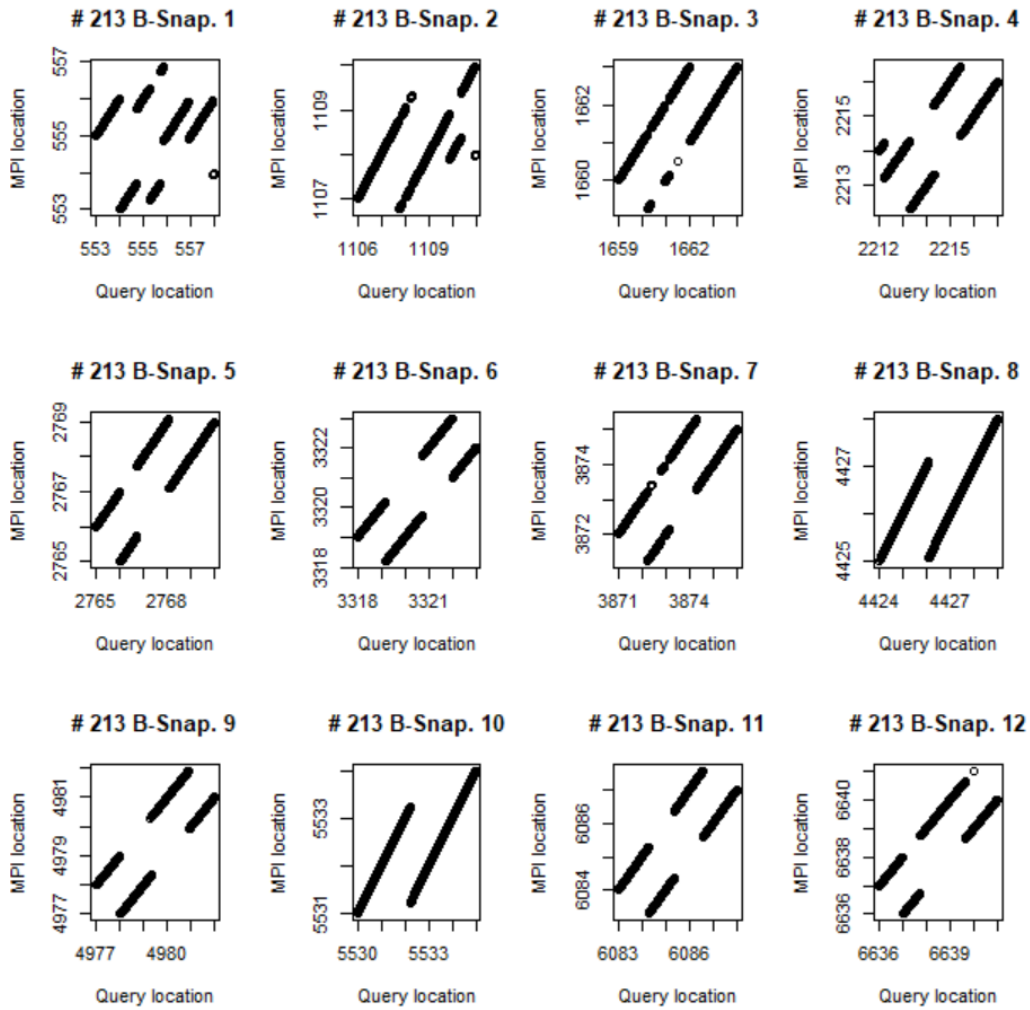 # 213 B-Snap. 1
MPI location
553 555 557
553 555 557
Query location
# 213 B-Snap. 2
MPI location
1107 1109
1106 1109
Query location
# 213 B-Snap. 3
MPI location
1660 1662
1659 1662
Query location
# 213 B-Snap. 4
MPI location
2213 2215
2212 2215
Query location
# 213 B-Snap. 5
MPI location
2765 2767 2769
2765 2768
Query location
# 213 B-Snap. 6
MPI location
3318 3320 3322
3318 3321
Query location
# 213 B-Snap. 7
MPI location
3872 3874
3871 3874
Query location
# 213 B-Snap. 8
MPI location
4425 4427
4424 4427
Query location
# 213 B-Snap. 9
MPI location
4977 4979 4981
4977 4980
Query location
# 213 B-Snap. 10
MPI location
5531 5533
5530 5533
Query location
# 213 B-Snap. 11
MPI location
6084 6086
6083 6086
Query location
# 213 B-Snap. 12
MPI location
6636 6638 6640
6636 6639
Query location